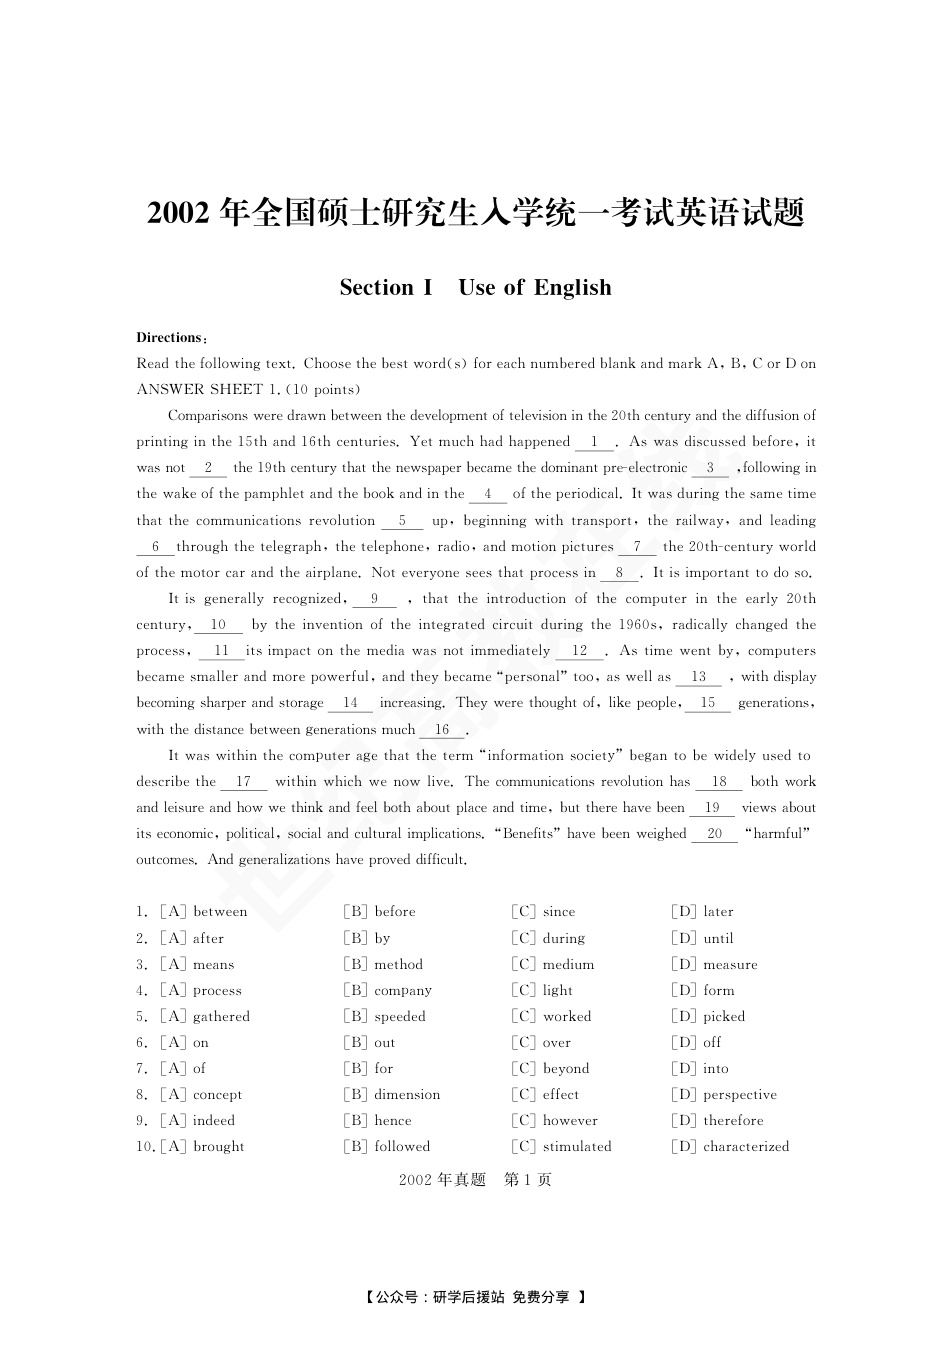 2002 年全国硕士研究生入学统一考试英语试题
Section I Use of English
Directions:
Read the following text. Choose the best word(s) for each numbered blank and mark A, B, C or D on
ANSWER SHEET 1. (10 points)
Comparisons were drawn between the development of television in the 20th century and the diffusion of
printing in the 15th and 16th centuries. Yet much had happened 1 . As was discussed before, it
was not 2 the 19th century that the newspaper became the dominant pre-electronic 3 ,following in
the wake of the pamphlet and the book and in the 4 of the periodical. It was during the same time
that the communications revolution 5 up, beginning with transport, the railway, and leading
6 through the telegraph, the telephone, radio, and motion pictures 7 the 20th-century world
of the motor car and the airplane. Not everyone sees that process in 8 . It is important to do so.
It is generally recognized, 9 , that the introduction of the computer in the early 20th
century, 10 by the invention of the integrated circuit during the 1960s, radically changed the
process, 11 its impact on the media was not immediately 12 . As time went by, computers
became smaller and more powerful, and they became “personal” too, as well as 13 , with display
becoming sharper and storage 14 increasing. They were thought of, like people, 15 generations,
with the distance between generations much 16 .
It was within the computer age that the term “information society” began to be widely used to
describe the 17 within which we now live. The communications revolution has 18 both work
and leisure and how we think and feel both about place and time, but there have been 19 views about
its economic, political, social and cultural implications. “Benefits” have been weighed 20 “harmful”
outcomes. And generalizations have proved difficult.
1. [A] between [B] before [C] since [D] later
2. [A] after [B] by [C] during [D] until
3. [A] means [B] method [C] medium [D] measure
4. [A] process [B] company [C] light [D] form
5. [A] gathered [B] speeded [C] worked [D] picked
6. [A] on [B] out [C] over [D] off
7. [A] of [B] for [C] beyond [D] into
8. [A] concept [B] dimension [C] effect [D] perspective
9. [A] indeed [B] hence [C] however [D] therefore
10. [A] brought [B] followed [C] stimulated [D] characterized
2002 年真题 第 1 页
【公众号：研学后援站 免费分享 】